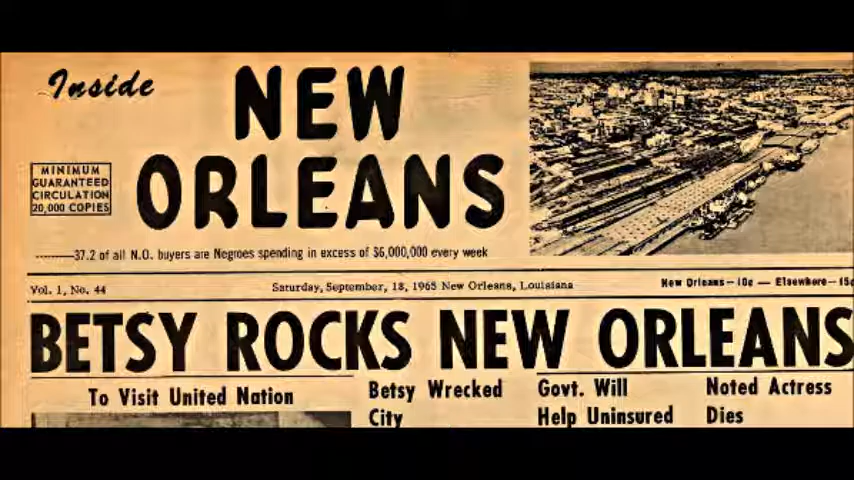 Inside
NEW
ORLEANS
MINIMUM
GUARANTEED
CIRCULATION
20,000 COPIES
---------37.2 of all N.O. buyers are Negroes spending in excess of $6,000,000 every week
Vol. 1, No. 44
Saturday, September, 18, 1965 New Orleans, Louisiana
New Orleans—10c — Elsewhere—15c
BETSY ROCKS NEW ORLEANS
To Visit United Nation
Betsy Wrecked
City
Govt. Will
Help Uninsured
Noted Actress
Dies